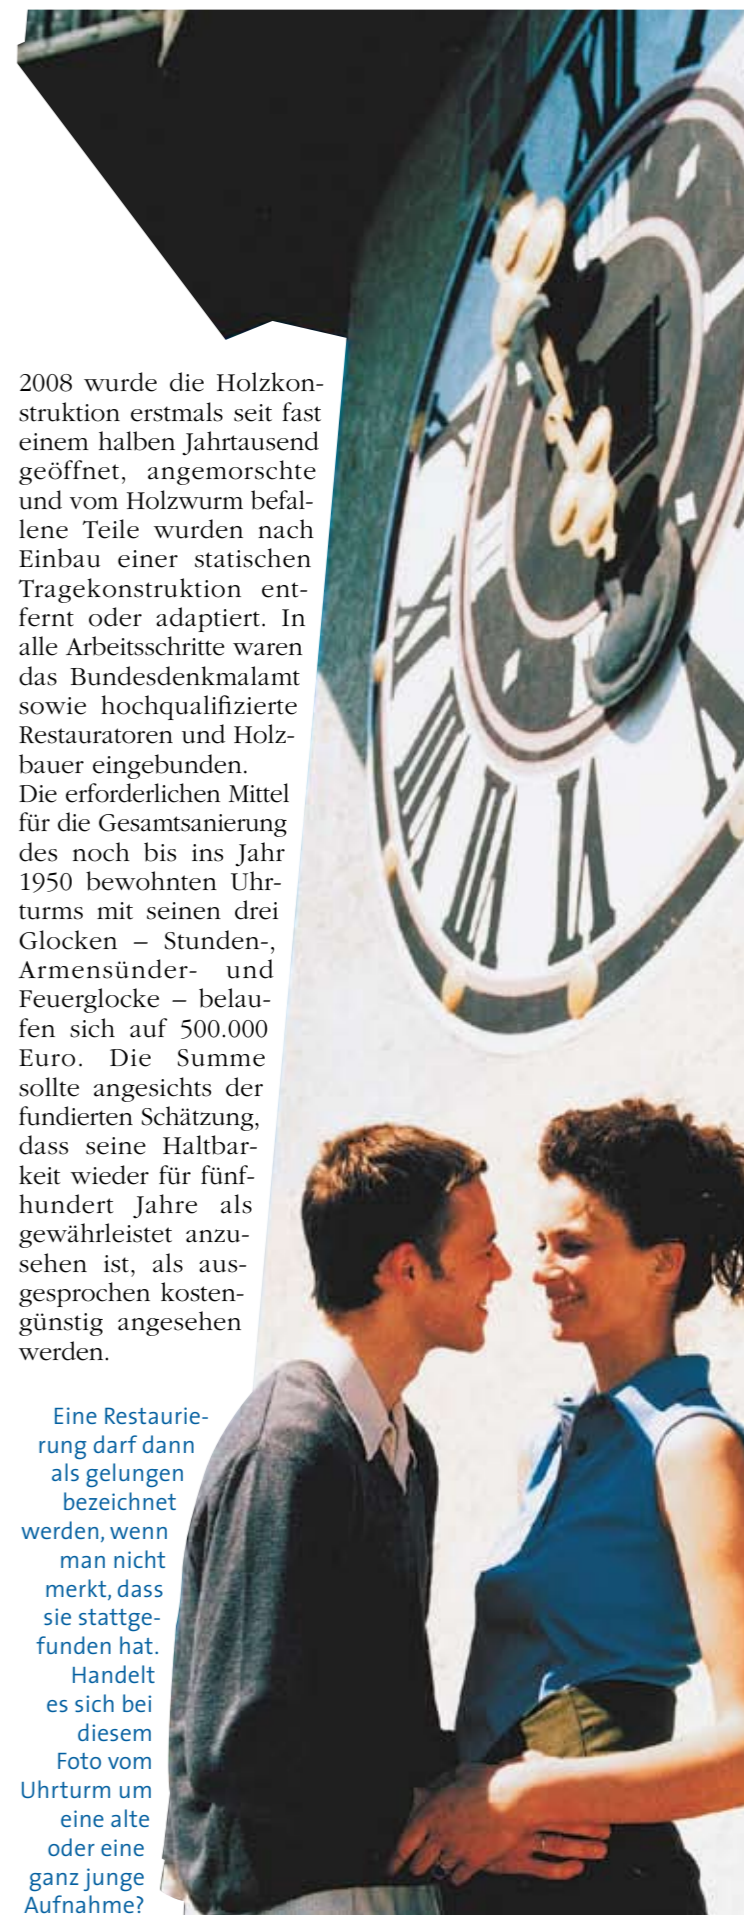 2008 wurde die Holzkon-
struktion erstmals seit fast
einem halben Jahrtausend
geöffnet, angemorschte
und vom Holzwurm befal-
lene Teile wurden nach
Einbau einer statischen
Tragekonstruktion ent-
fernt oder adaptiert. In
alle Arbeitsschritte waren
das Bundesdenkmalamt
sowie hochqualifizierte
Restauratoren und Holz-
bauer eingebunden.
Die erforderlichen Mittel
für die Gesamtsanierung
des noch bis ins Jahr
1950 bewohnten Uhr-
turms mit seinen drei
Glocken – Stunden-,
Armensünder- und
Feuerglocke – belau-
fen sich auf 500.000
Euro. Die Summe
sollte angesichts der
fundierten Schätzung,
dass seine Haltbar-
keit wieder für fünf-
hundert Jahre als
gewährleistet anzu-
sehen ist, als aus-
gesprochen kosten-
günstig angesehen
werden.
Eine Restaurie-
rung darf dann
als gelungen
bezeichnet
werden, wenn
man nicht
merkt, dass
sie stattge-
funden hat.
Handelt
es sich bei
diesem
Foto vom
Uhrturm um
eine alte
oder eine
ganz junge
Aufnahme?